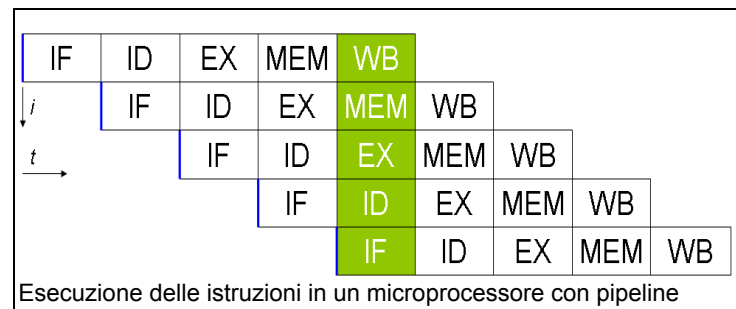 IF ID EX MEM WB
i IF ID EX MEM WB
t IF ID EX MEM WB
IF ID EX MEM WB
IF ID EX MEM WB
Esecuzione delle istruzioni in un microprocessore con pipeline